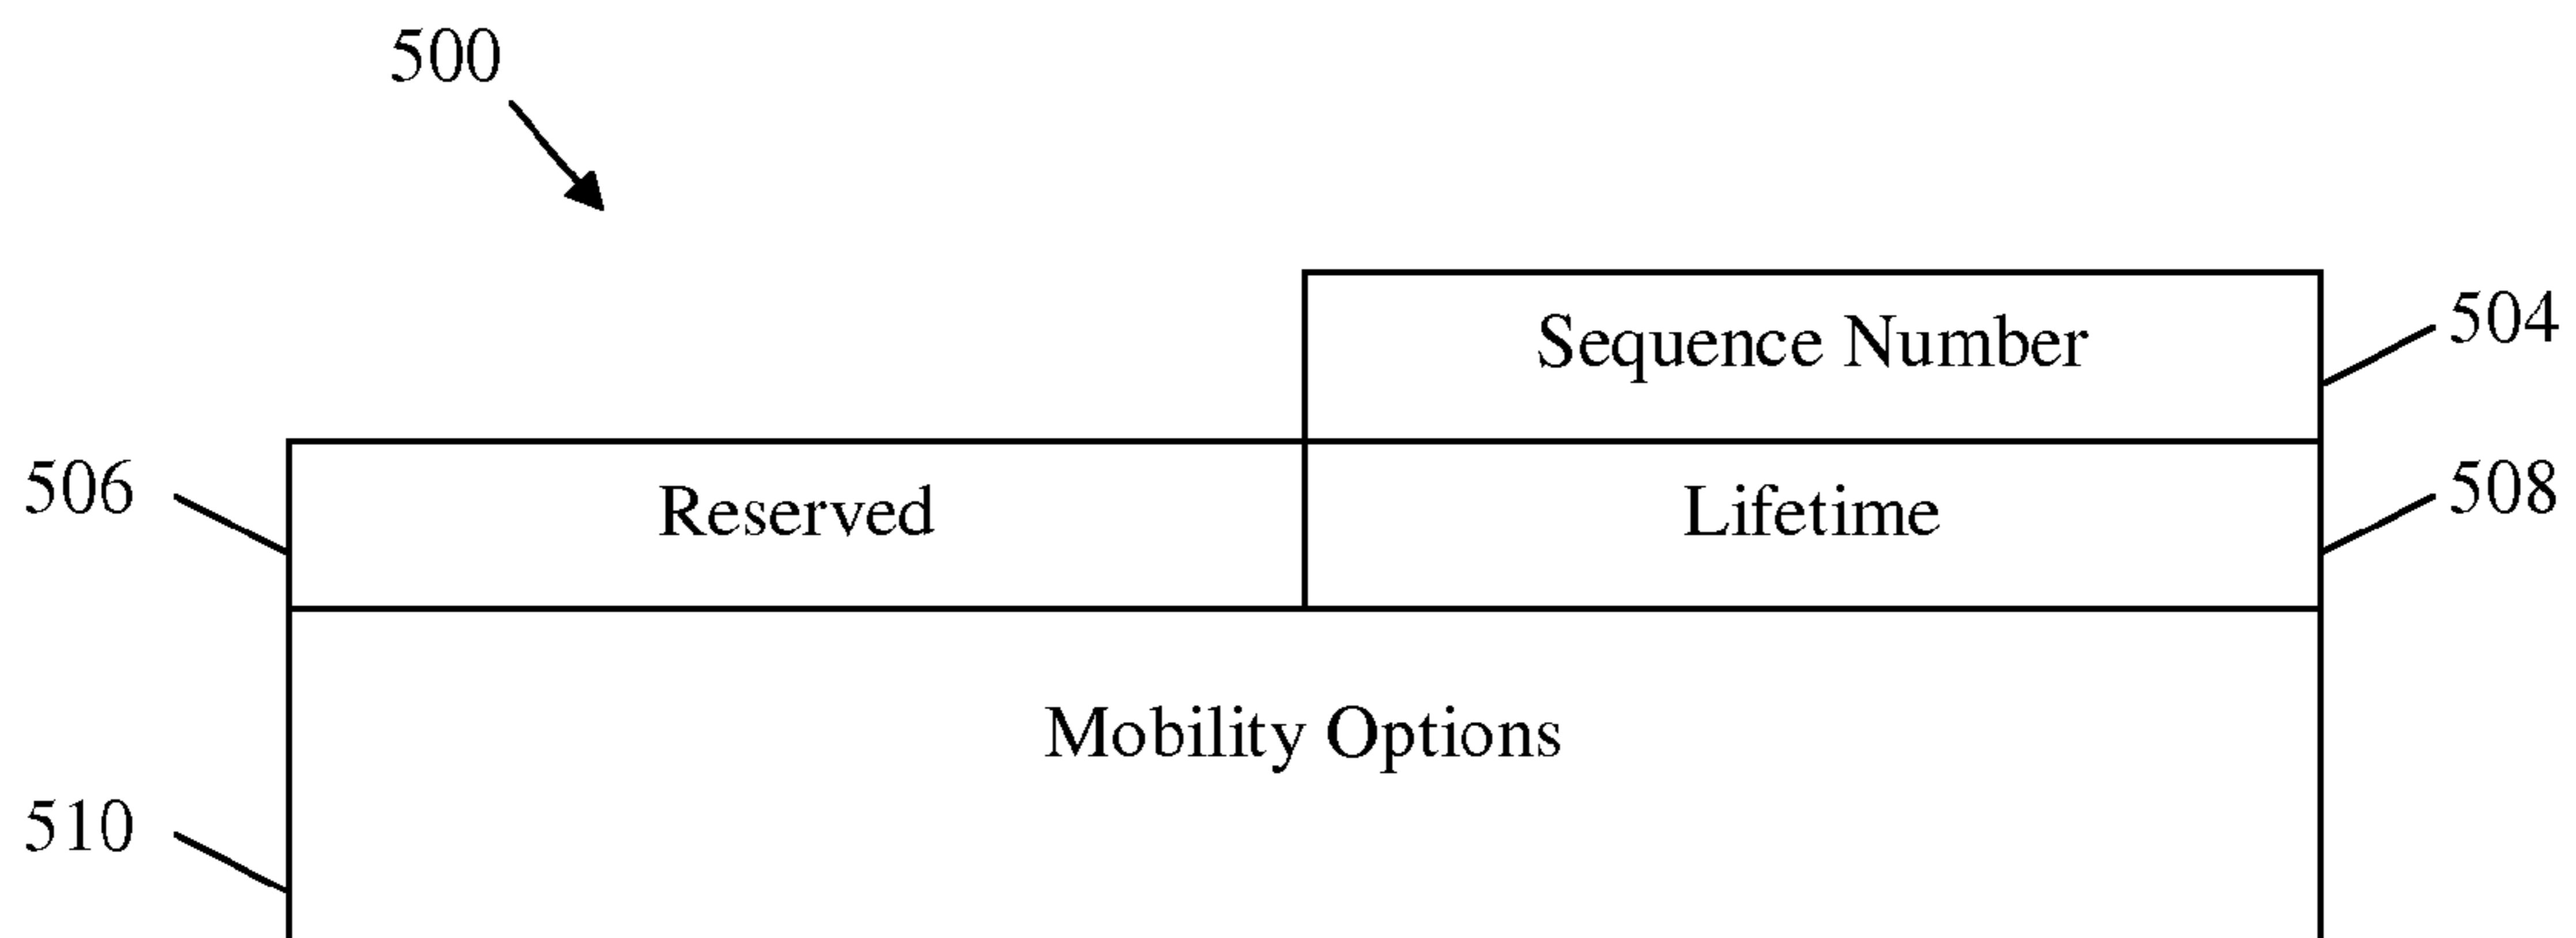 500
Sequence Number
504
506
Reserved
Lifetime
508
Mobility Options
510